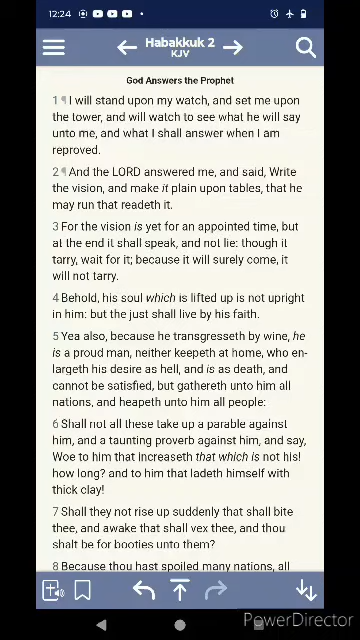 12:24
Habakkuk 2
KJV
God Answers the Prophet
1 ¶ I will stand upon my watch, and set me upon
the tower, and will watch to see what he will say
unto me, and what I shall answer when I am
reproved.
2 ¶ And the LORD answered me, and said, Write
the vision, and make it plain upon tables, that he
may run that readeth it.
3 For the vision is yet for an appointed time, but
at the end it shall speak, and not lie: though it
tarry, wait for it; because it will surely come, it
will not tarry.
4 Behold, his soul which is lifted up is not upright
in him: but the just shall live by his faith.
5 Yea also, because he transgresseth by wine, he
is a proud man, neither keepeth at home, who en-
largeth his desire as hell, and is as death, and
cannot be satisfied, but gathereth unto him all
nations, and heapeth unto him all people:
6 Shall not all these take up a parable against
him, and a taunting proverb against him, and say,
Woe to him that increaseth that which is not his!
how long? and to him that ladeth himself with
thick clay!
7 Shall they not rise up suddenly that shall bite
thee, and awake that shall vex thee, and thou
shalt be for booties unto them?
8 Because thou hast spoiled many nations, all
PowerDirector